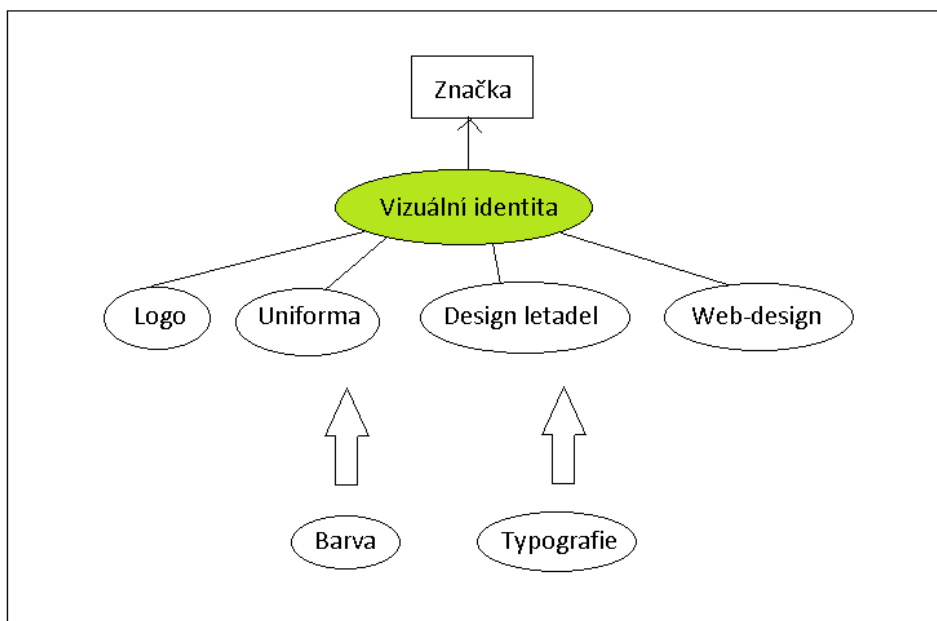 Značka
Vizuální identita
Logo
Uniforma
Design letadel
Web-design
Barva
Typografie